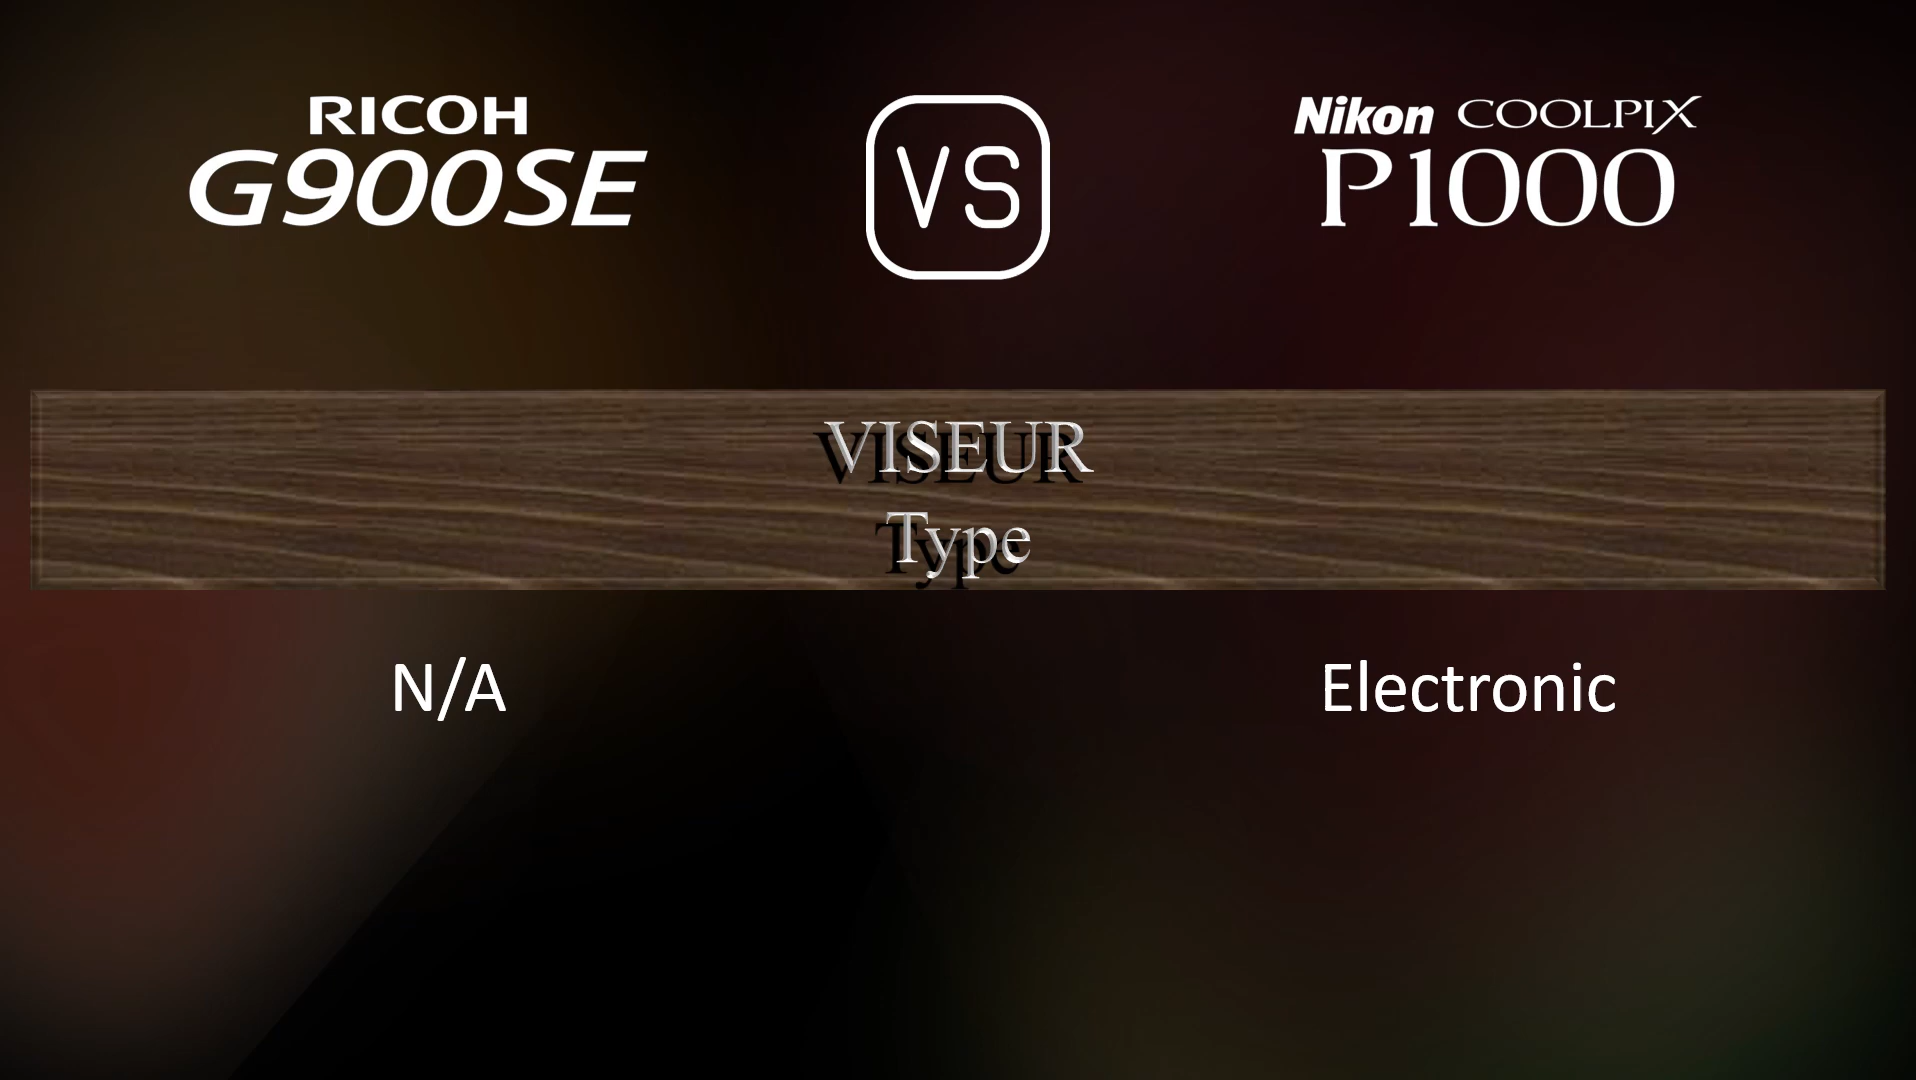 RICOH
G900SE
VS
Nikon COOLPIX
P1000
VISEUR
Type
N/A
Electronic